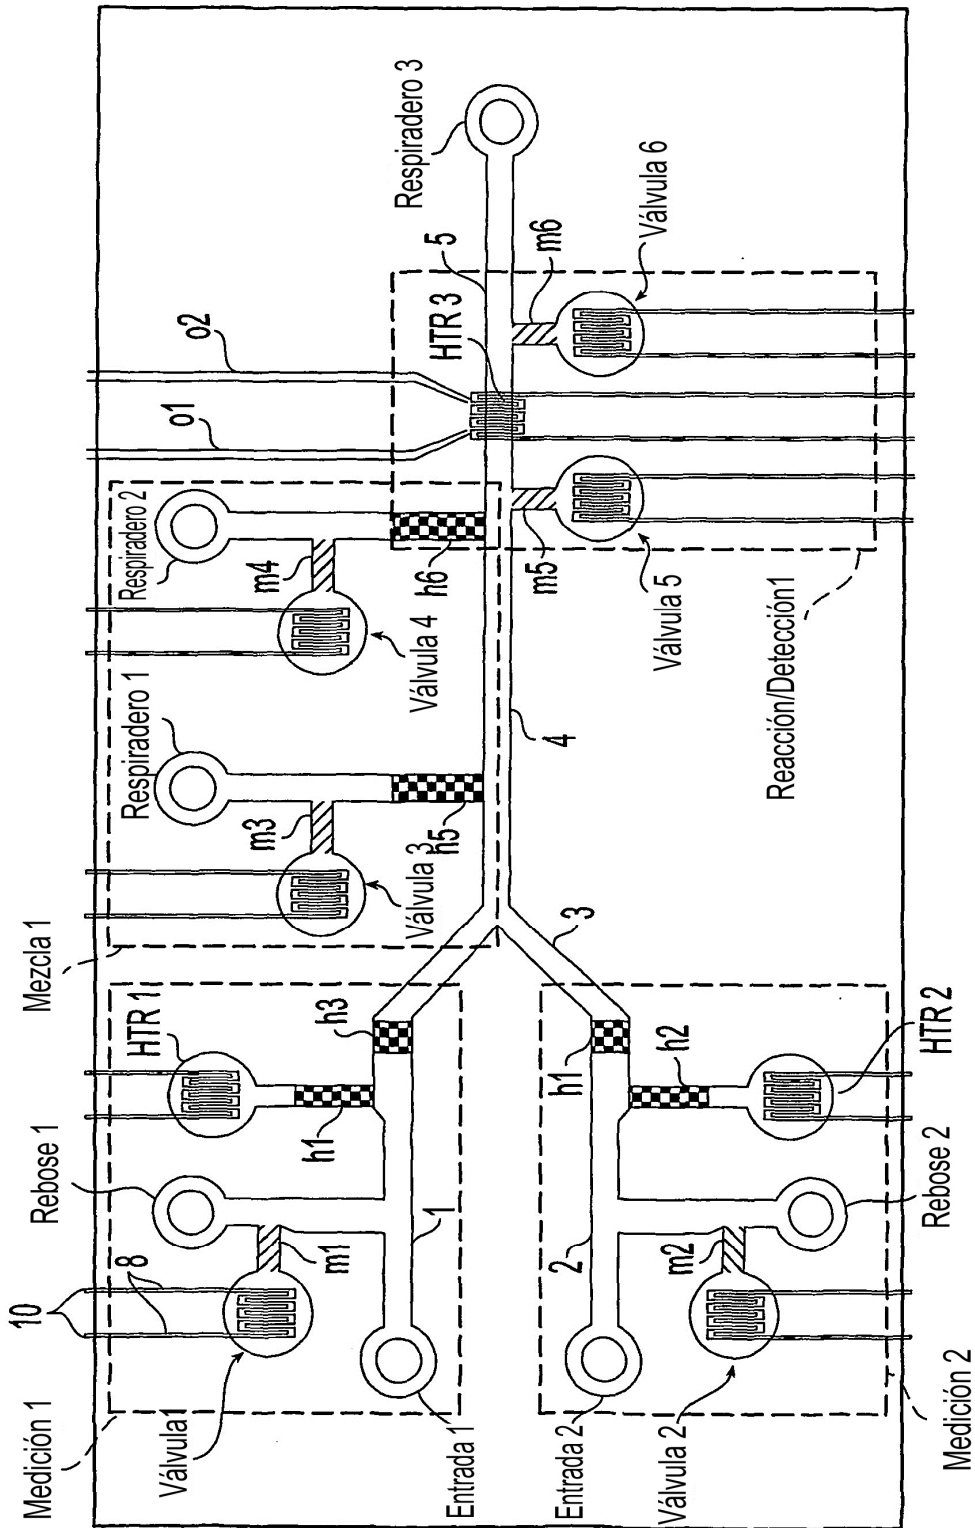 Medición 1
10
8
Rebose 1
HTR 1
Mezcla 1
Respiradero 1
Respiradero 2
o1
o2
Válvula1
m1
h1
h3
m3
Válvula 3
h5
m4
Válvula 4
h6
HTR 3
5
Respiradero 3
Entrada 1
1
3
4
m5
Válvula 5
m6
Válvula 6
Entrada 2
2
h1
h2
m2
Válvula 2
Medición 2
Rebose 2
HTR 2
Reacción/Detección1